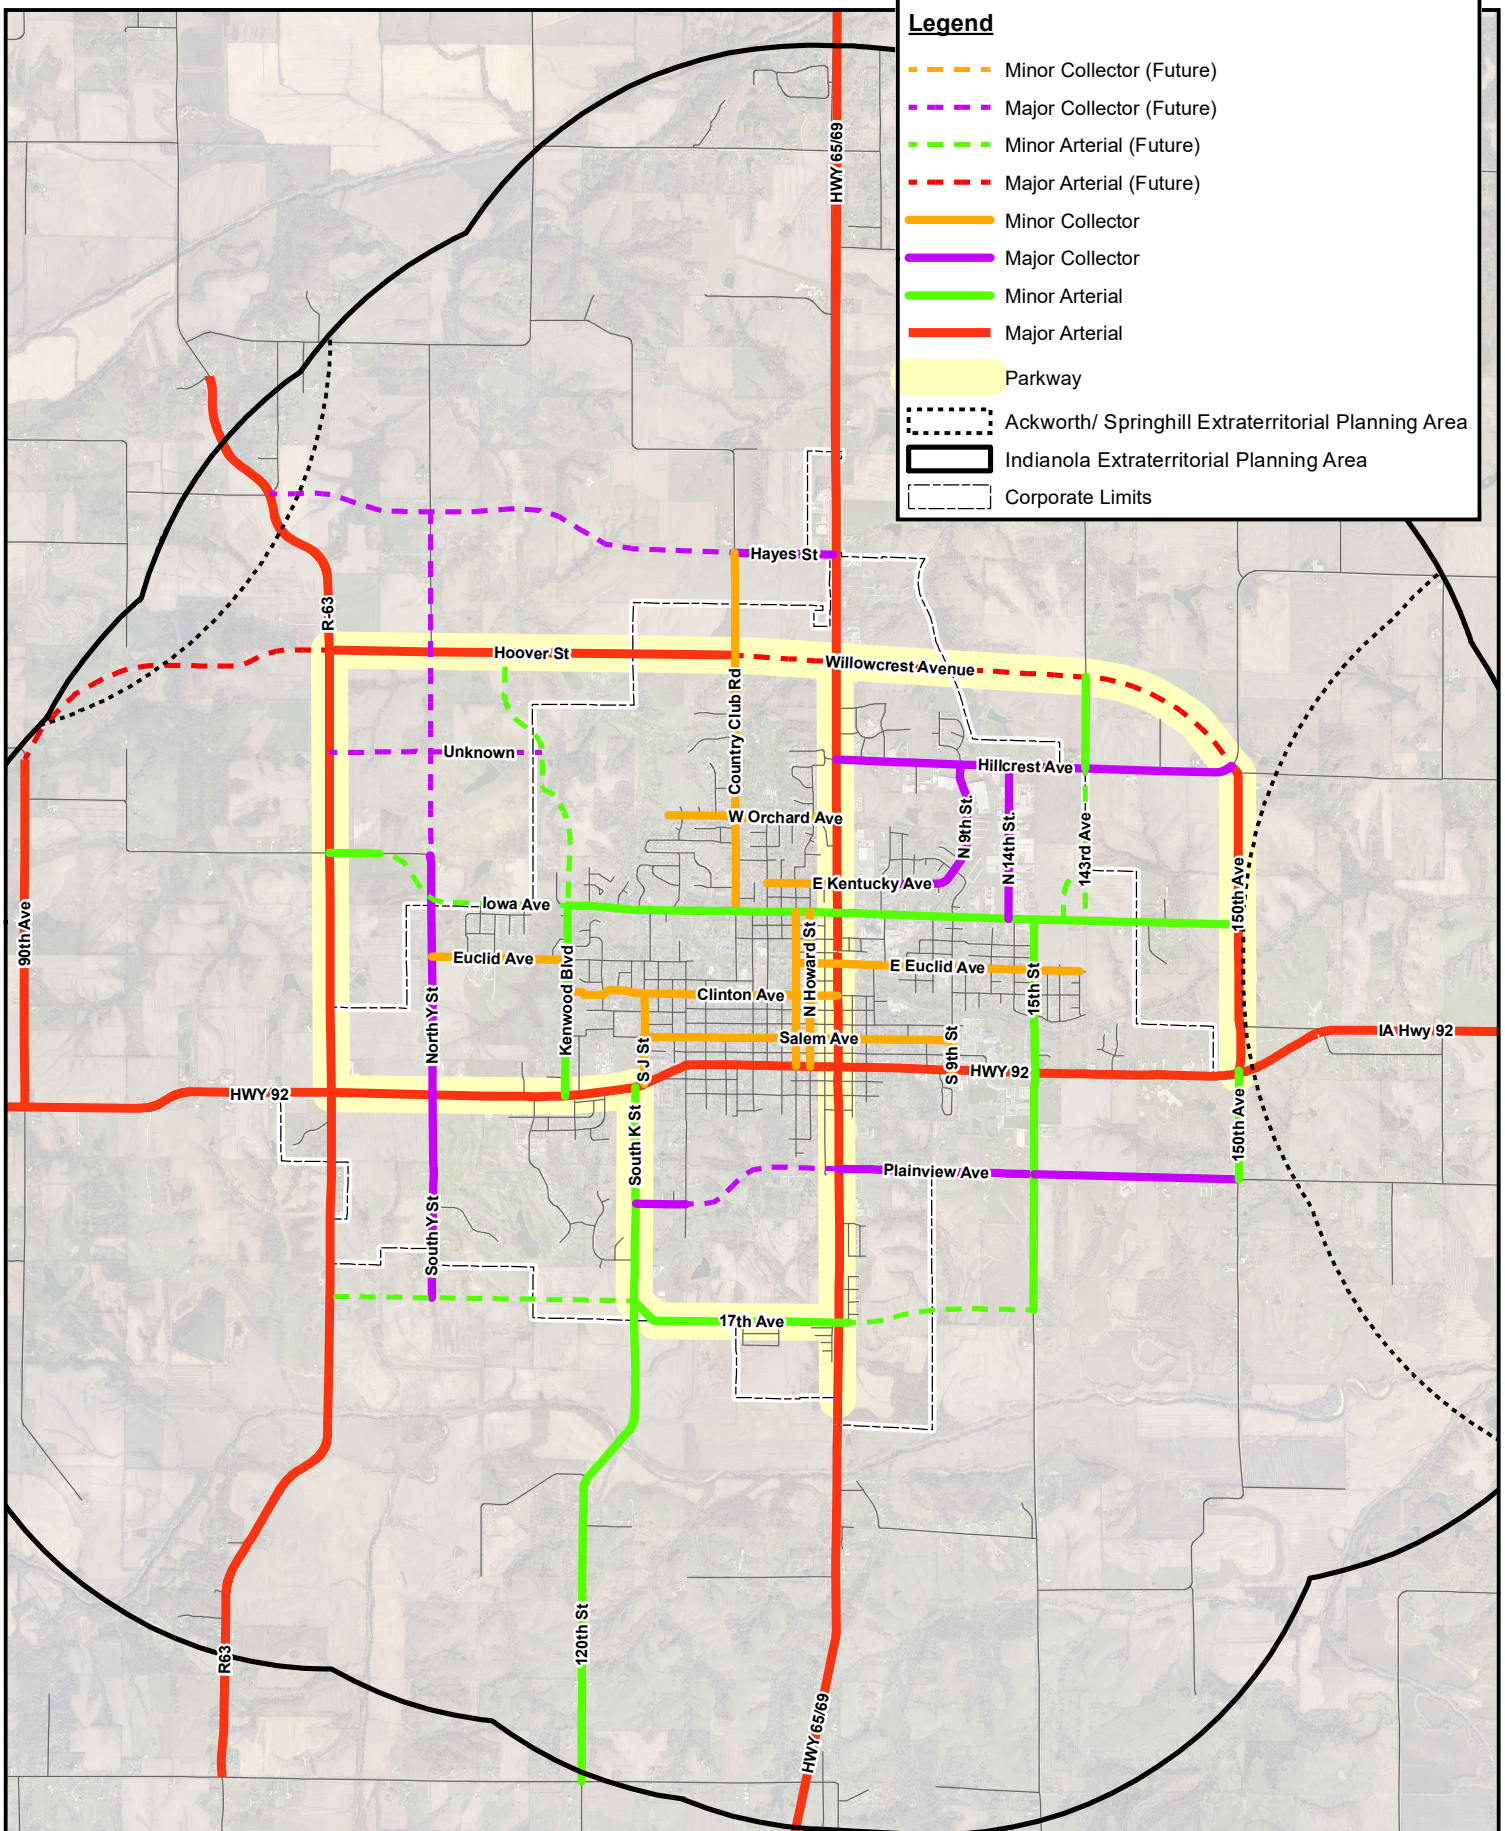 Legend
Minor Collector (Future)
Major Collector (Future)
Minor Arterial (Future)
Major Arterial (Future)
Minor Collector
Major Collector
Minor Arterial
Major Arterial
Parkway
Ackworth/ Springhill Extraterritorial Planning Area
Indianola Extraterritorial Planning Area
Corporate Limits
HWY 65/69
Hayes St
R-63
Hoover St
Willowcrest Avenue
Country Club Rd
Unknown
Hillcrest Ave
W Orchard Ave
N 9th St.
N 14th St.
143rd Ave
E Kentucky Ave
150th Ave
Iowa Ave
90th Ave
Euclid Ave
Kenwood Blvd
N Howard St
E Euclid Ave
15th St
Clinton Ave
North Y St
S J St
Salem Ave
S 9th St
IA Hwy 92
HWY 92
HWY 92
South K St
150th Ave
Plainview Ave
South Y St
17th Ave
120th St
R63
HWY 65/69